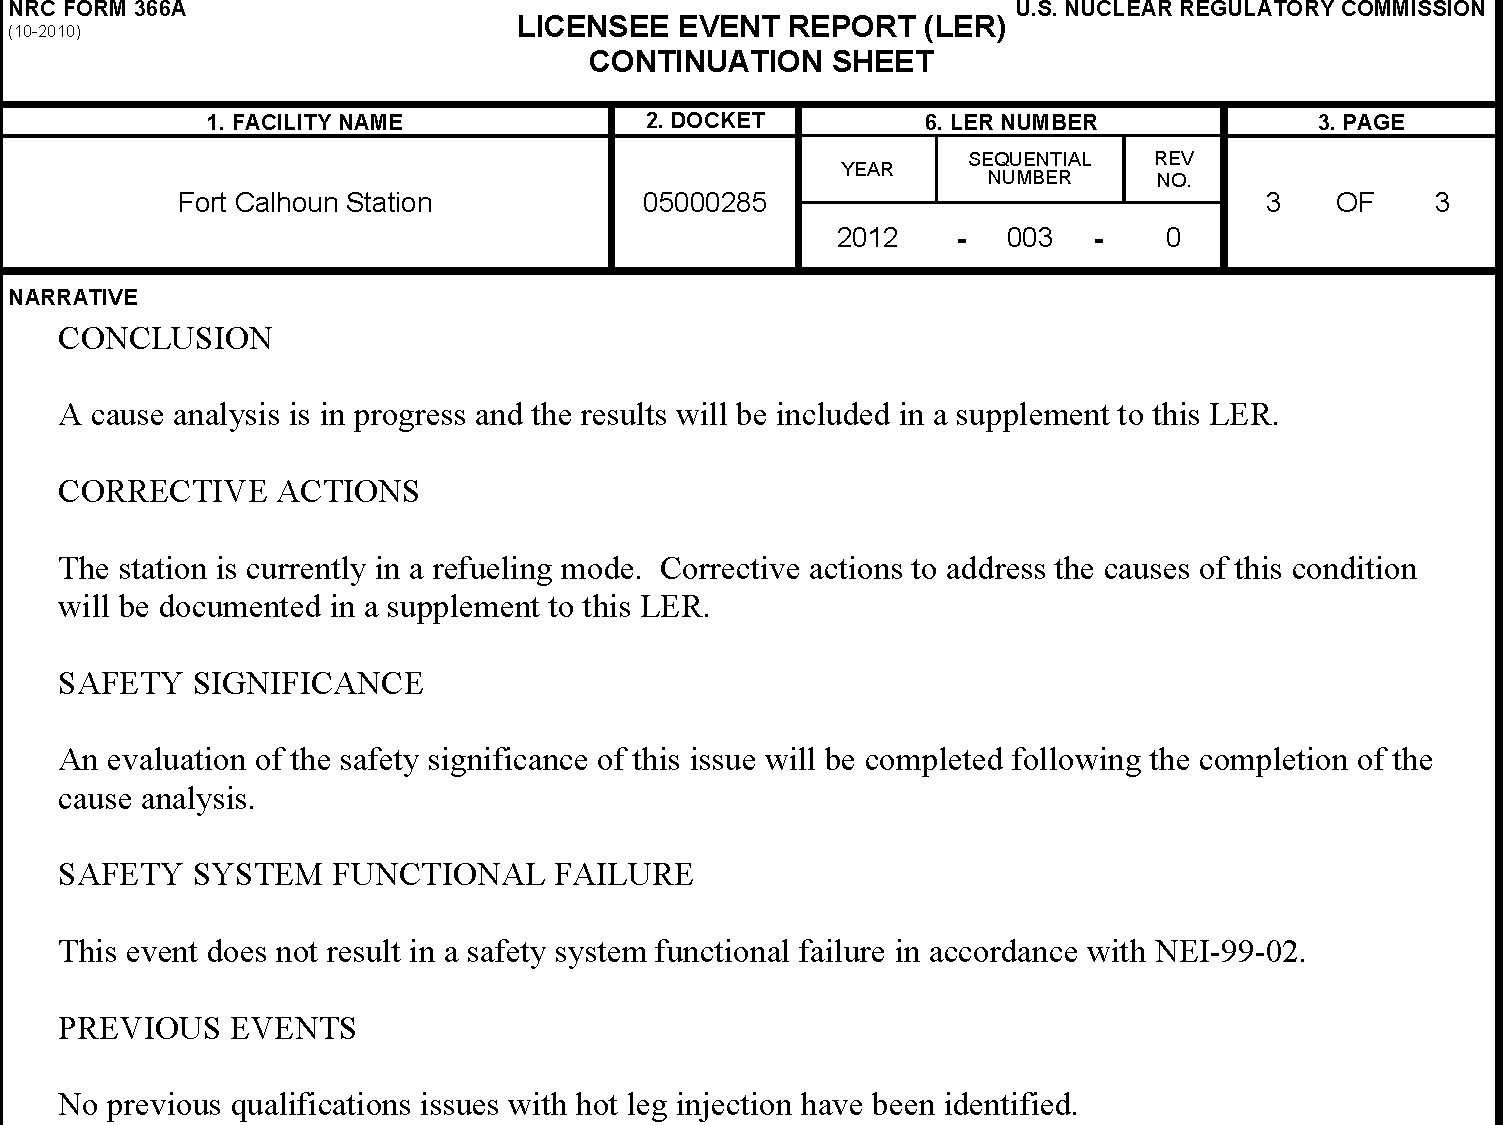 NRC FORM 366A
U.S. NUCLEAR REGULATORY COMMISSION
(10-2010)
LICENSEE EVENT REPORT (LER)
CONTINUATION SHEET
1. FACILITY NAME
2. DOCKET
6. LER NUMBER
3. PAGE
Fort Calhoun Station
05000285
YEAR
SEQUENTIAL
NUMBER
REV
NO.
3 OF 3
2012 - 003 - 0
NARRATIVE
CONCLUSION
A cause analysis is in progress and the results will be included in a supplement to this LER.
CORRECTIVE ACTIONS
The station is currently in a refueling mode.  Corrective actions to address the causes of this condition
will be documented in a supplement to this LER.
SAFETY SIGNIFICANCE
An evaluation of the safety significance of this issue will be completed following the completion of the
cause analysis.
SAFETY SYSTEM FUNCTIONAL FAILURE
This event does not result in a safety system functional failure in accordance with NEI-99-02.
PREVIOUS EVENTS
No previous qualifications issues with hot leg injection have been identified.